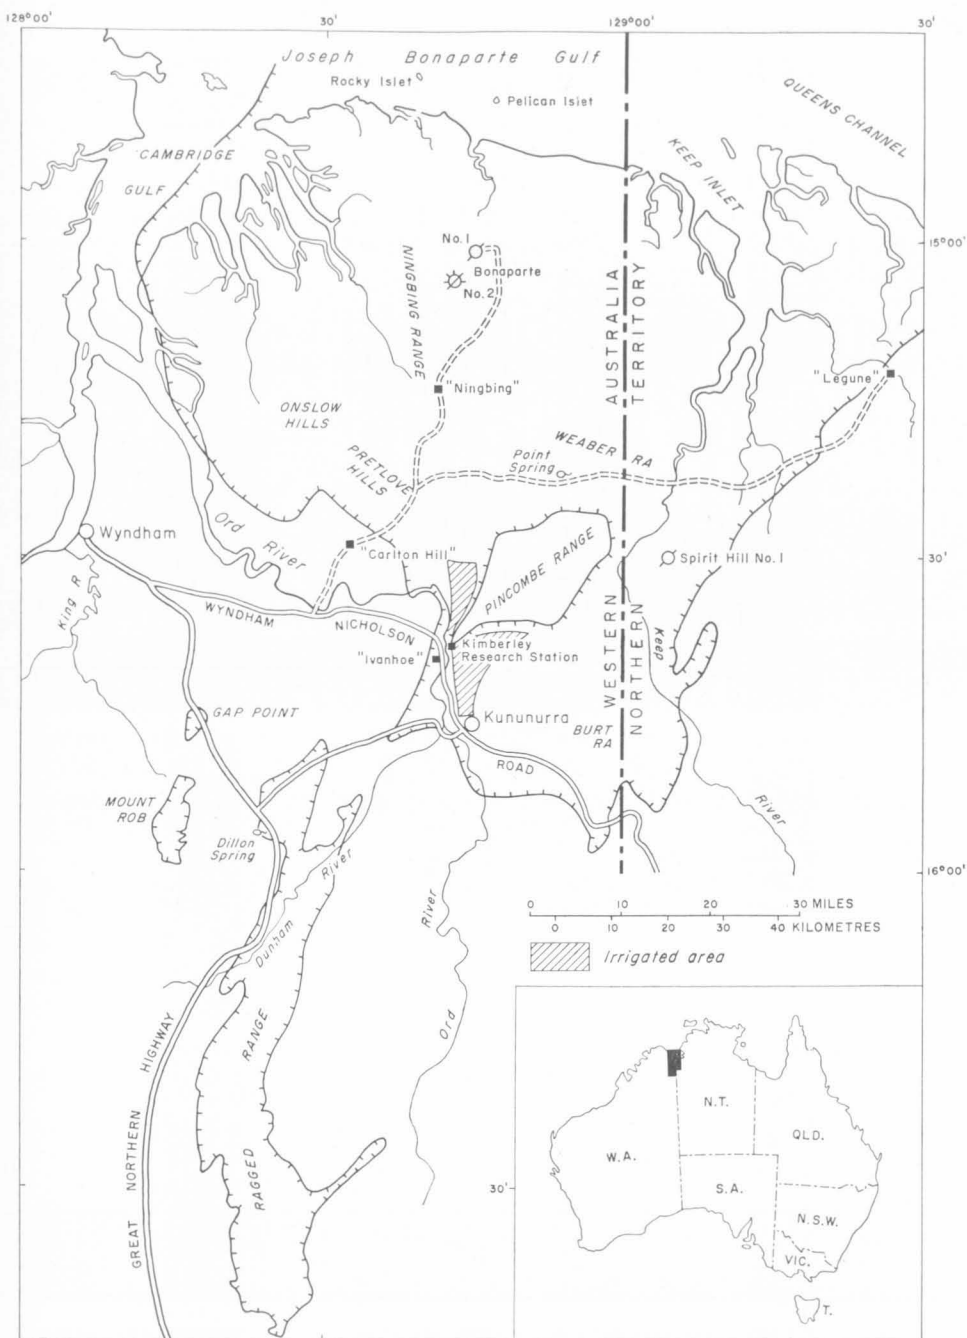 128°00'
30'
129°00'
30'
Joseph Bonaparte Gulf
Rocky Islet
Pelican Islet
QUEENS CHANNEL
CAMBRIDGE
GULF
KEEP INLET
15°00'
No. 1
Bonaparte
No. 2
NINGBING RANGE
AUSTRALIA
TERRITORY
"Ningbing"
"Legune"
ONSLOW
HILLS
PRETLOVE
HILLS
WEABER RA
Point
Spring
Wyndham
Ord River
"Carlton Hill"
PINCOMBE RANGE
Spirit Hill No. 1
30'
King R
WYNDHAM
NICHOLSON
Kimberley
Research Station
"Ivanhoe"
WESTERN
NORTHERN
Keep
GAP POINT
Kununurra
BURT
RA
ROAD
River
MOUNT
ROB
Dillon
Spring
River
Dunham
River
Ord
16°00'
0 10 20 30 MILES
0 10 20 30 40 KILOMETRES
Irrigated area
GREAT NORTHERN HIGHWAY
RAGGED RANGE
30'
N.T.
W.A.
QLD.
S.A.
N.S.W.
VIC.
T.